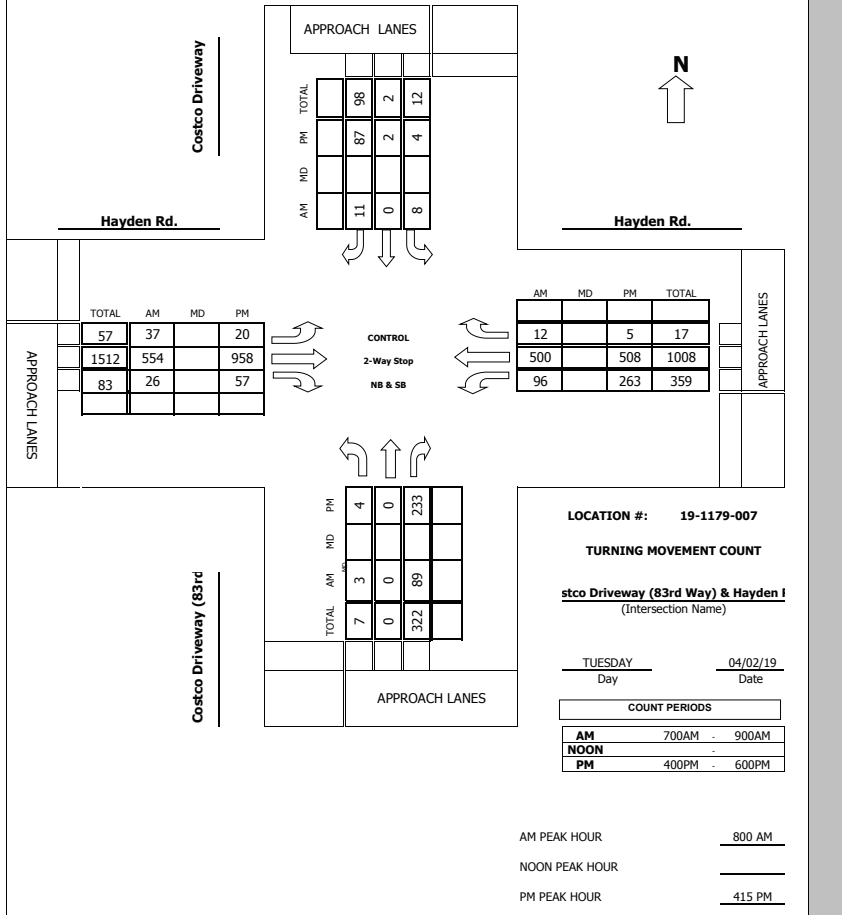 APPROACH LANES
Costco Driveway
N
TOTAL 98 2 12
PM 87 2 4
MD
AM 11 0 8
Hayden Rd.
Hayden Rd.
TOTAL AM MD PM
57 37 20
1512 554 958
83 26 57
APPROACH LANES
CONTROL
2-Way Stop
NB & SB
AM MD PM TOTAL
12 5 17
500 508 1008
96 263 359
APPROACH LANES
PM 4 0 233
MD
AM 3 0 89
MD
TOTAL 7 0 322
APPROACH LANES
Costco Driveway (83rd
LOCATION #: 19-1179-007
TURNING MOVEMENT COUNT
stco Driveway (83rd Way) & Hayden
(Intersection Name)
TUESDAY 04/02/19
Day Date
COUNT PERIODS
AM 700AM - 900AM
NOON -
PM 400PM - 600PM
AM PEAK HOUR 800 AM
NOON PEAK HOUR
PM PEAK HOUR 415 PM